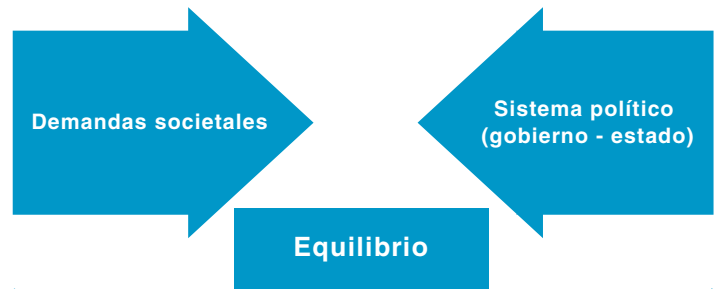 Demandas societales
Sistema político
(gobierno - estado)
Equilibrio